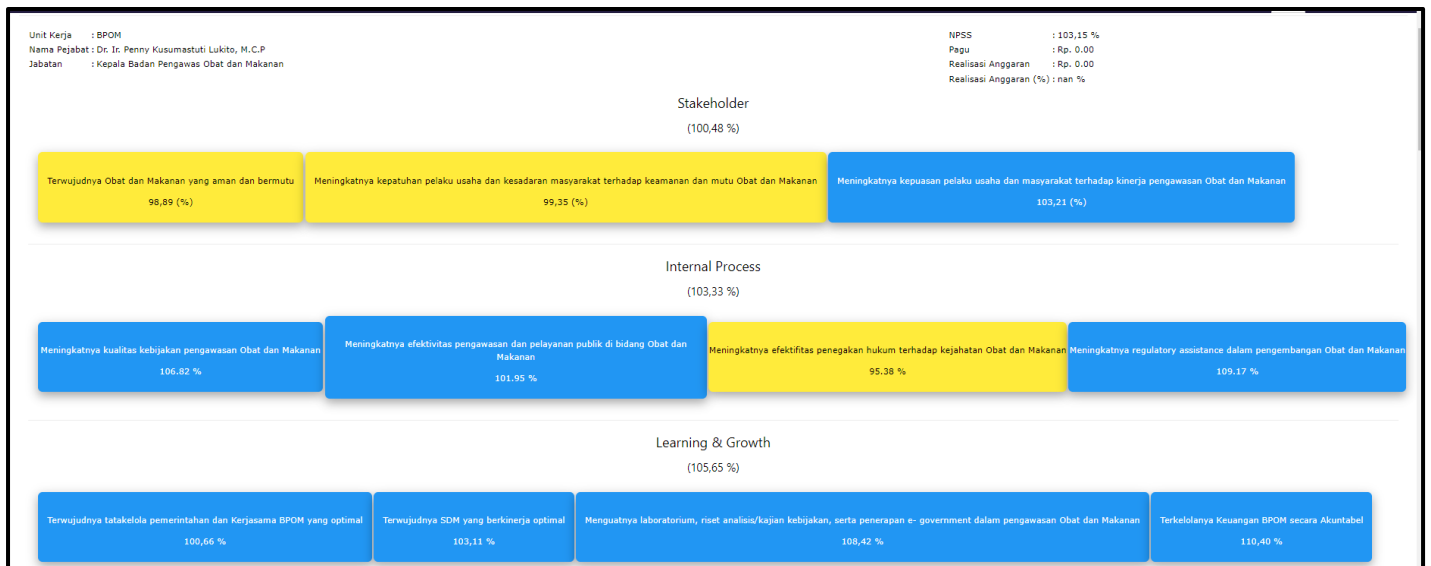 Unit Kerja : BPOM
Nama Pejabat : Dr. Ir. Penny Kusumastuti Lukito, M.C.P
Jabatan : Kepala Badan Pengawas Obat dan Makanan
NPSS : 103,15 %
Pagu : Rp. 0.00
Realisasi Anggaran : Rp. 0.00
Realisasi Anggaran (%) : nan %
Stakeholder
(100,48 %)
Terwujudnya Obat dan Makanan yang aman dan bermutu
98,89 (%)
Meningkatnya kepatuhan pelaku usaha dan kesadaran masyarakat terhadap keamanan dan mutu Obat dan Makanan
99,35 (%)
Meningkatnya kepuasan pelaku usaha dan masyarakat terhadap kinerja pengawasan Obat dan Makanan
103,21 (%)
Internal Process
(103,33 %)
Meningkatnya kualitas kebijakan pengawasan Obat dan Makanan
106.82 %
Meningkatnya efektivitas pengawasan dan pelayanan publik di bidang Obat dan
Makanan
101.95 %
Meningkatnya efektifitas penegakan hukum terhadap kejahatan Obat dan Makanan
95.38 %
Meningkatnya regulatory assistance dalam pengembangan Obat dan Makanan
109.17 %
Learning & Growth
(105,65 %)
Terwujudnya tatakelola pemerintahan dan Kerjasama BPOM yang optimal
100,66 %
Terwujudnya SDM yang berkinerja optimal
103,11 %
Menguatnya laboratorium, riset analisis/kajian kebijakan, serta penerapan e- government dalam pengawasan Obat dan Makanan
108,42 %
Terkelolanya Keuangan BPOM secara Akuntabel
110,40 %